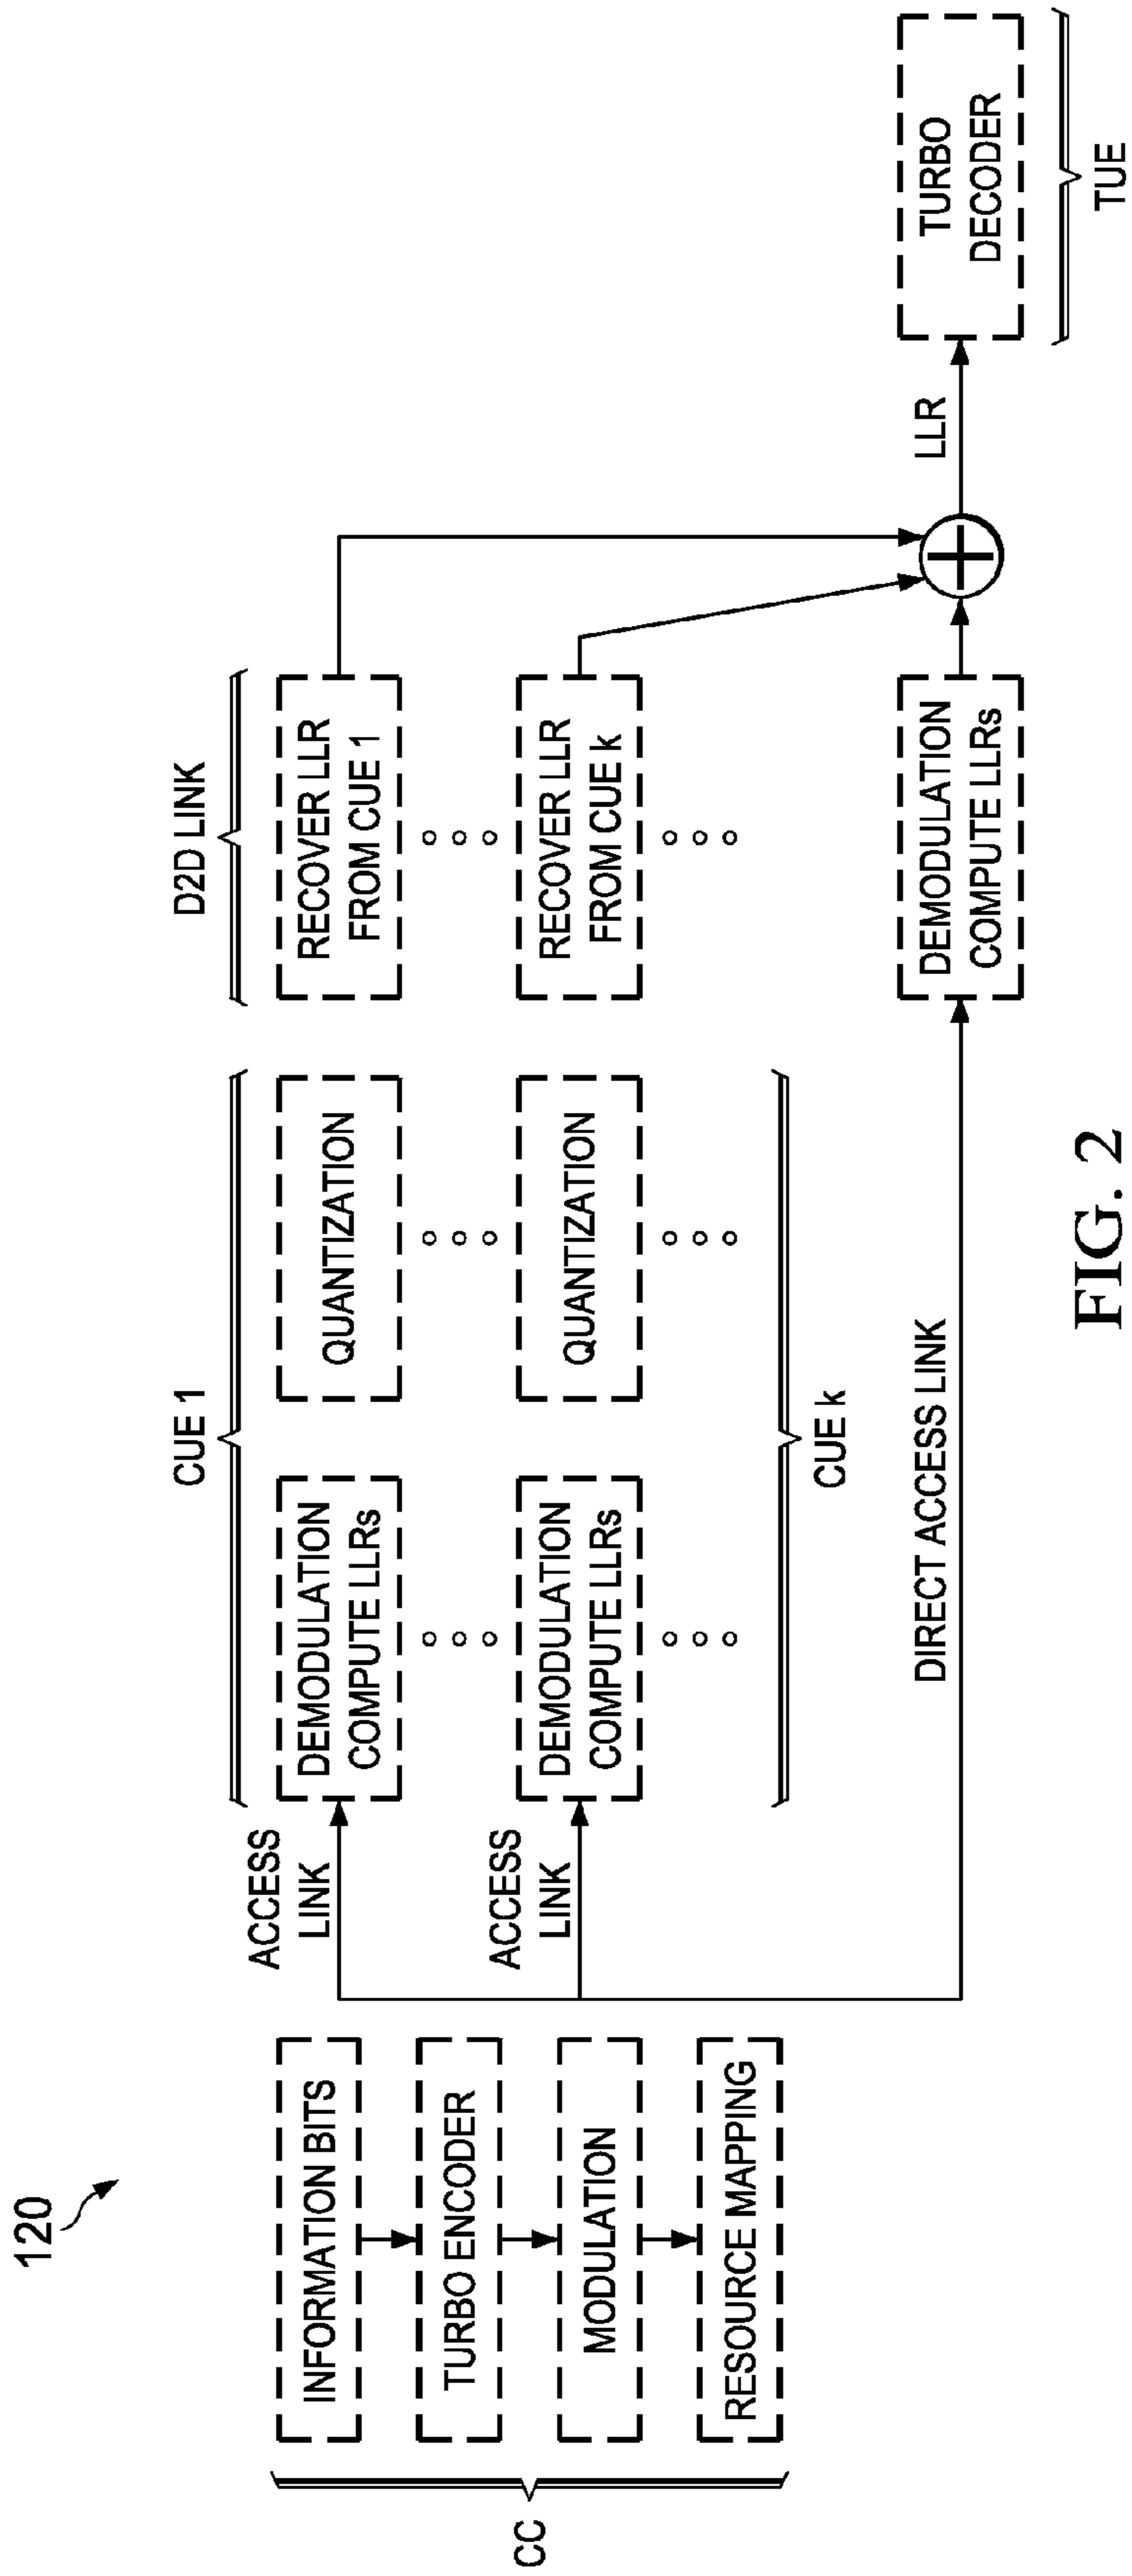 120
CC
INFORMATION BITS
TURBO ENCODER
MODULATION
RESOURCE MAPPING
ACCESS
LINK
ACCESS
LINK
DIRECT ACCESS LINK
CUE 1
DEMODULATION
COMPUTE LLRs
QUANTIZATION
DEMODULATION
COMPUTE LLRs
QUANTIZATION
CUE k
D2D LINK
RECOVER LLR
FROM CUE 1
RECOVER LLR
FROM CUE k
DEMODULATION
COMPUTE LLRs
LLR
TURBO
DECODER
TUE
FIG. 2